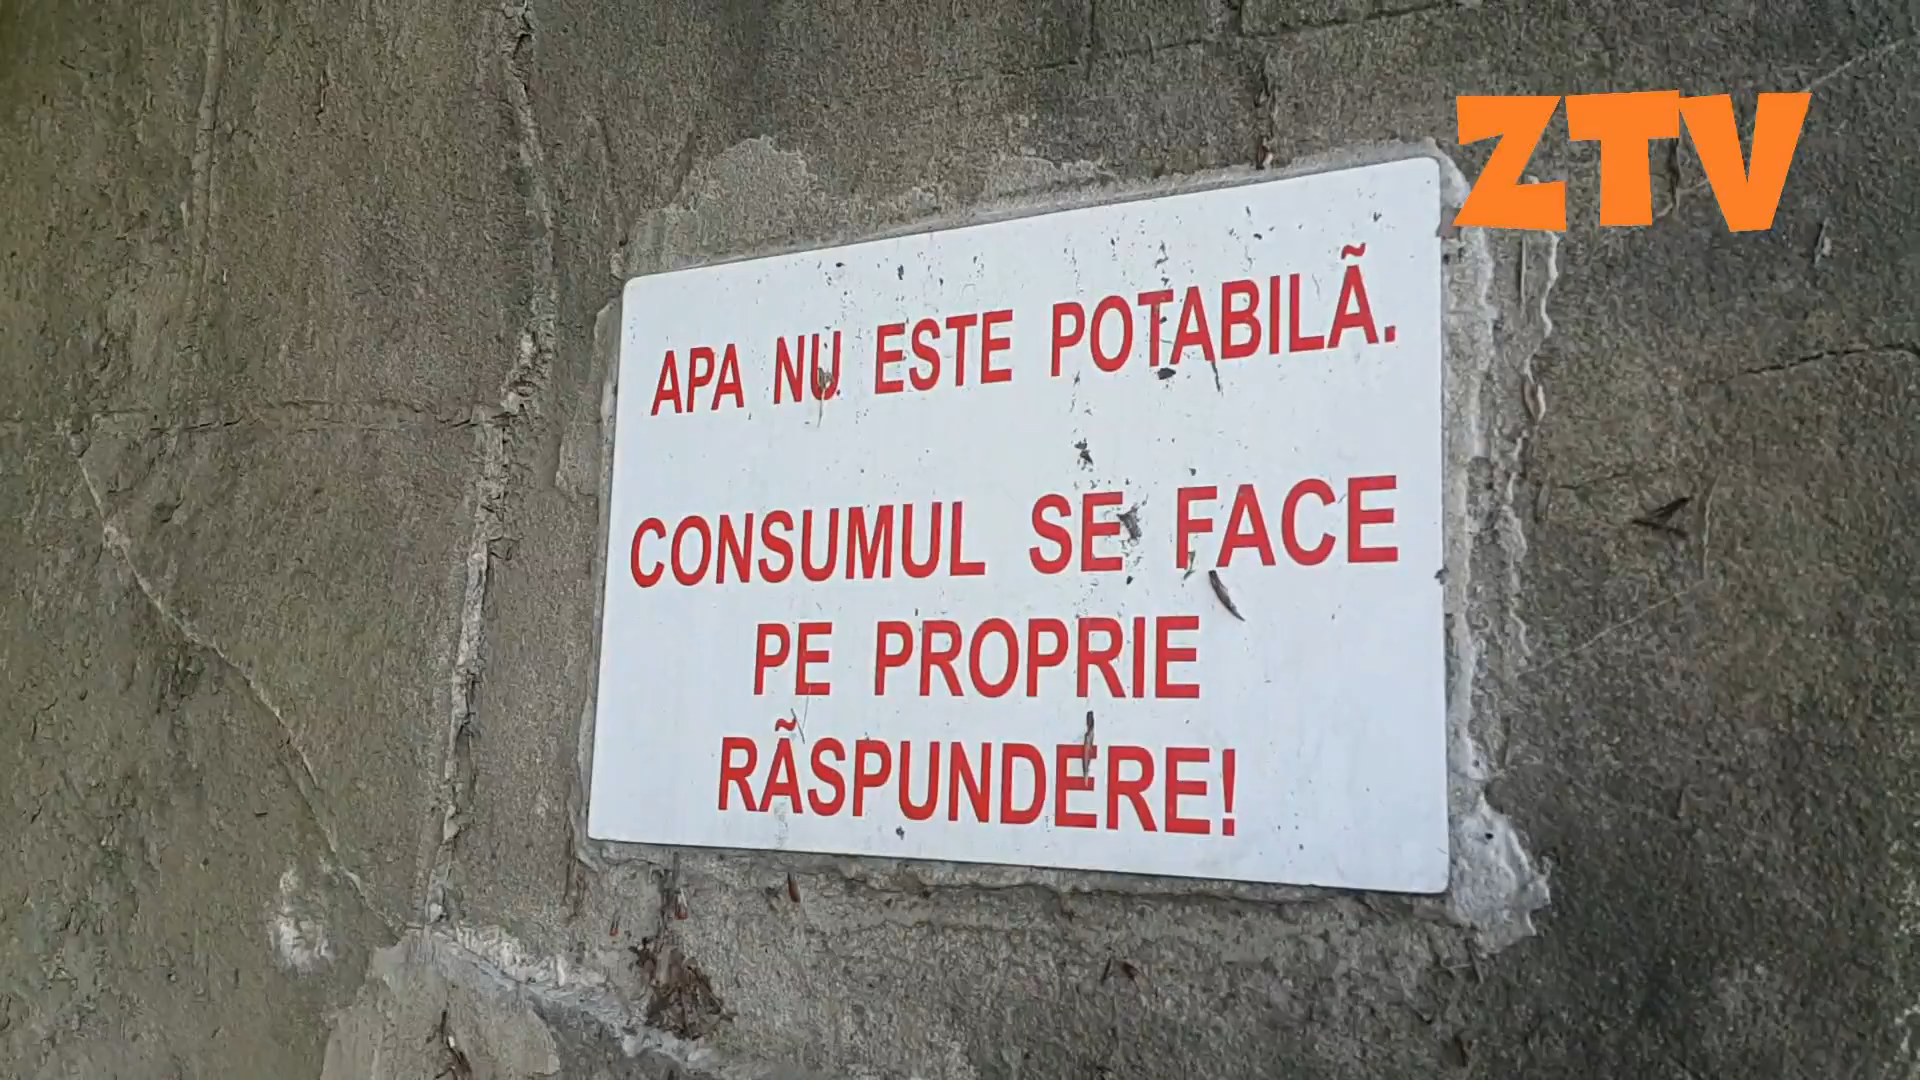 ZTV
APA NU ESTE POTABILÃ.
CONSUMUL SE FACE
PE PROPRIE
RÃSPUNDERE!